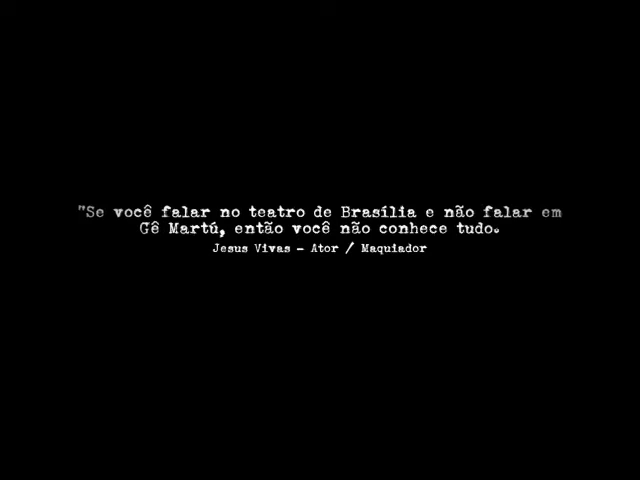 "Se você falar no teatro de Brasília e não falar em
Gê Martú, então você não conhece tudo.
Jesus Vivas - Ator / Maquiador